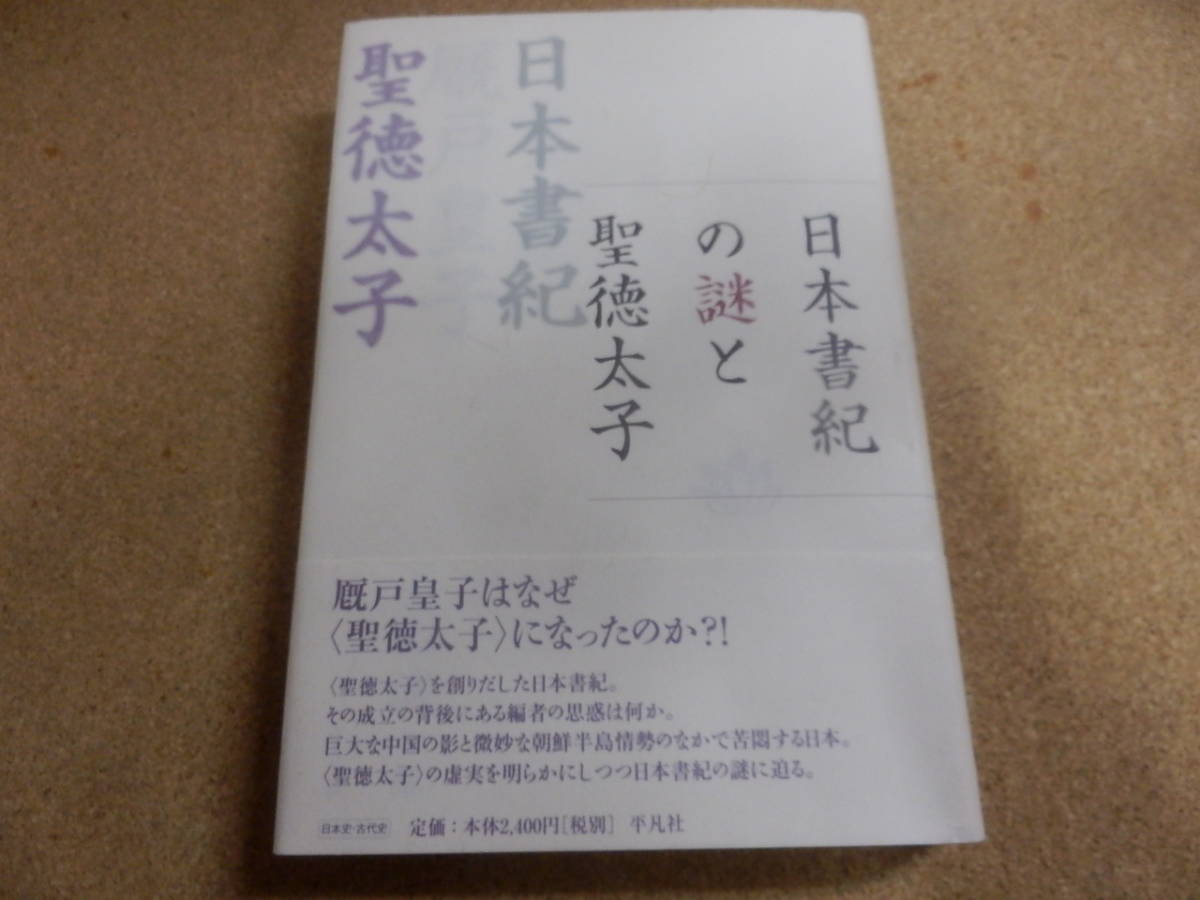 日本書紀
の謎と
聖徳太子
日本書紀
厩戸皇子
聖徳太子
厩戸皇子はなぜ
〈聖徳太子〉になったのか?!
〈聖徳太子〉を創りだした日本書紀。
その成立の背後にある編者の思惑は何か。
巨大な中国の影と微妙な朝鮮半島情勢のなかで苦悶する日本。
〈聖徳太子〉の虚実を明らかにしつつ日本書紀の謎に迫る。
日本史・古代史
定価:本体2,400円[税別] 平凡社